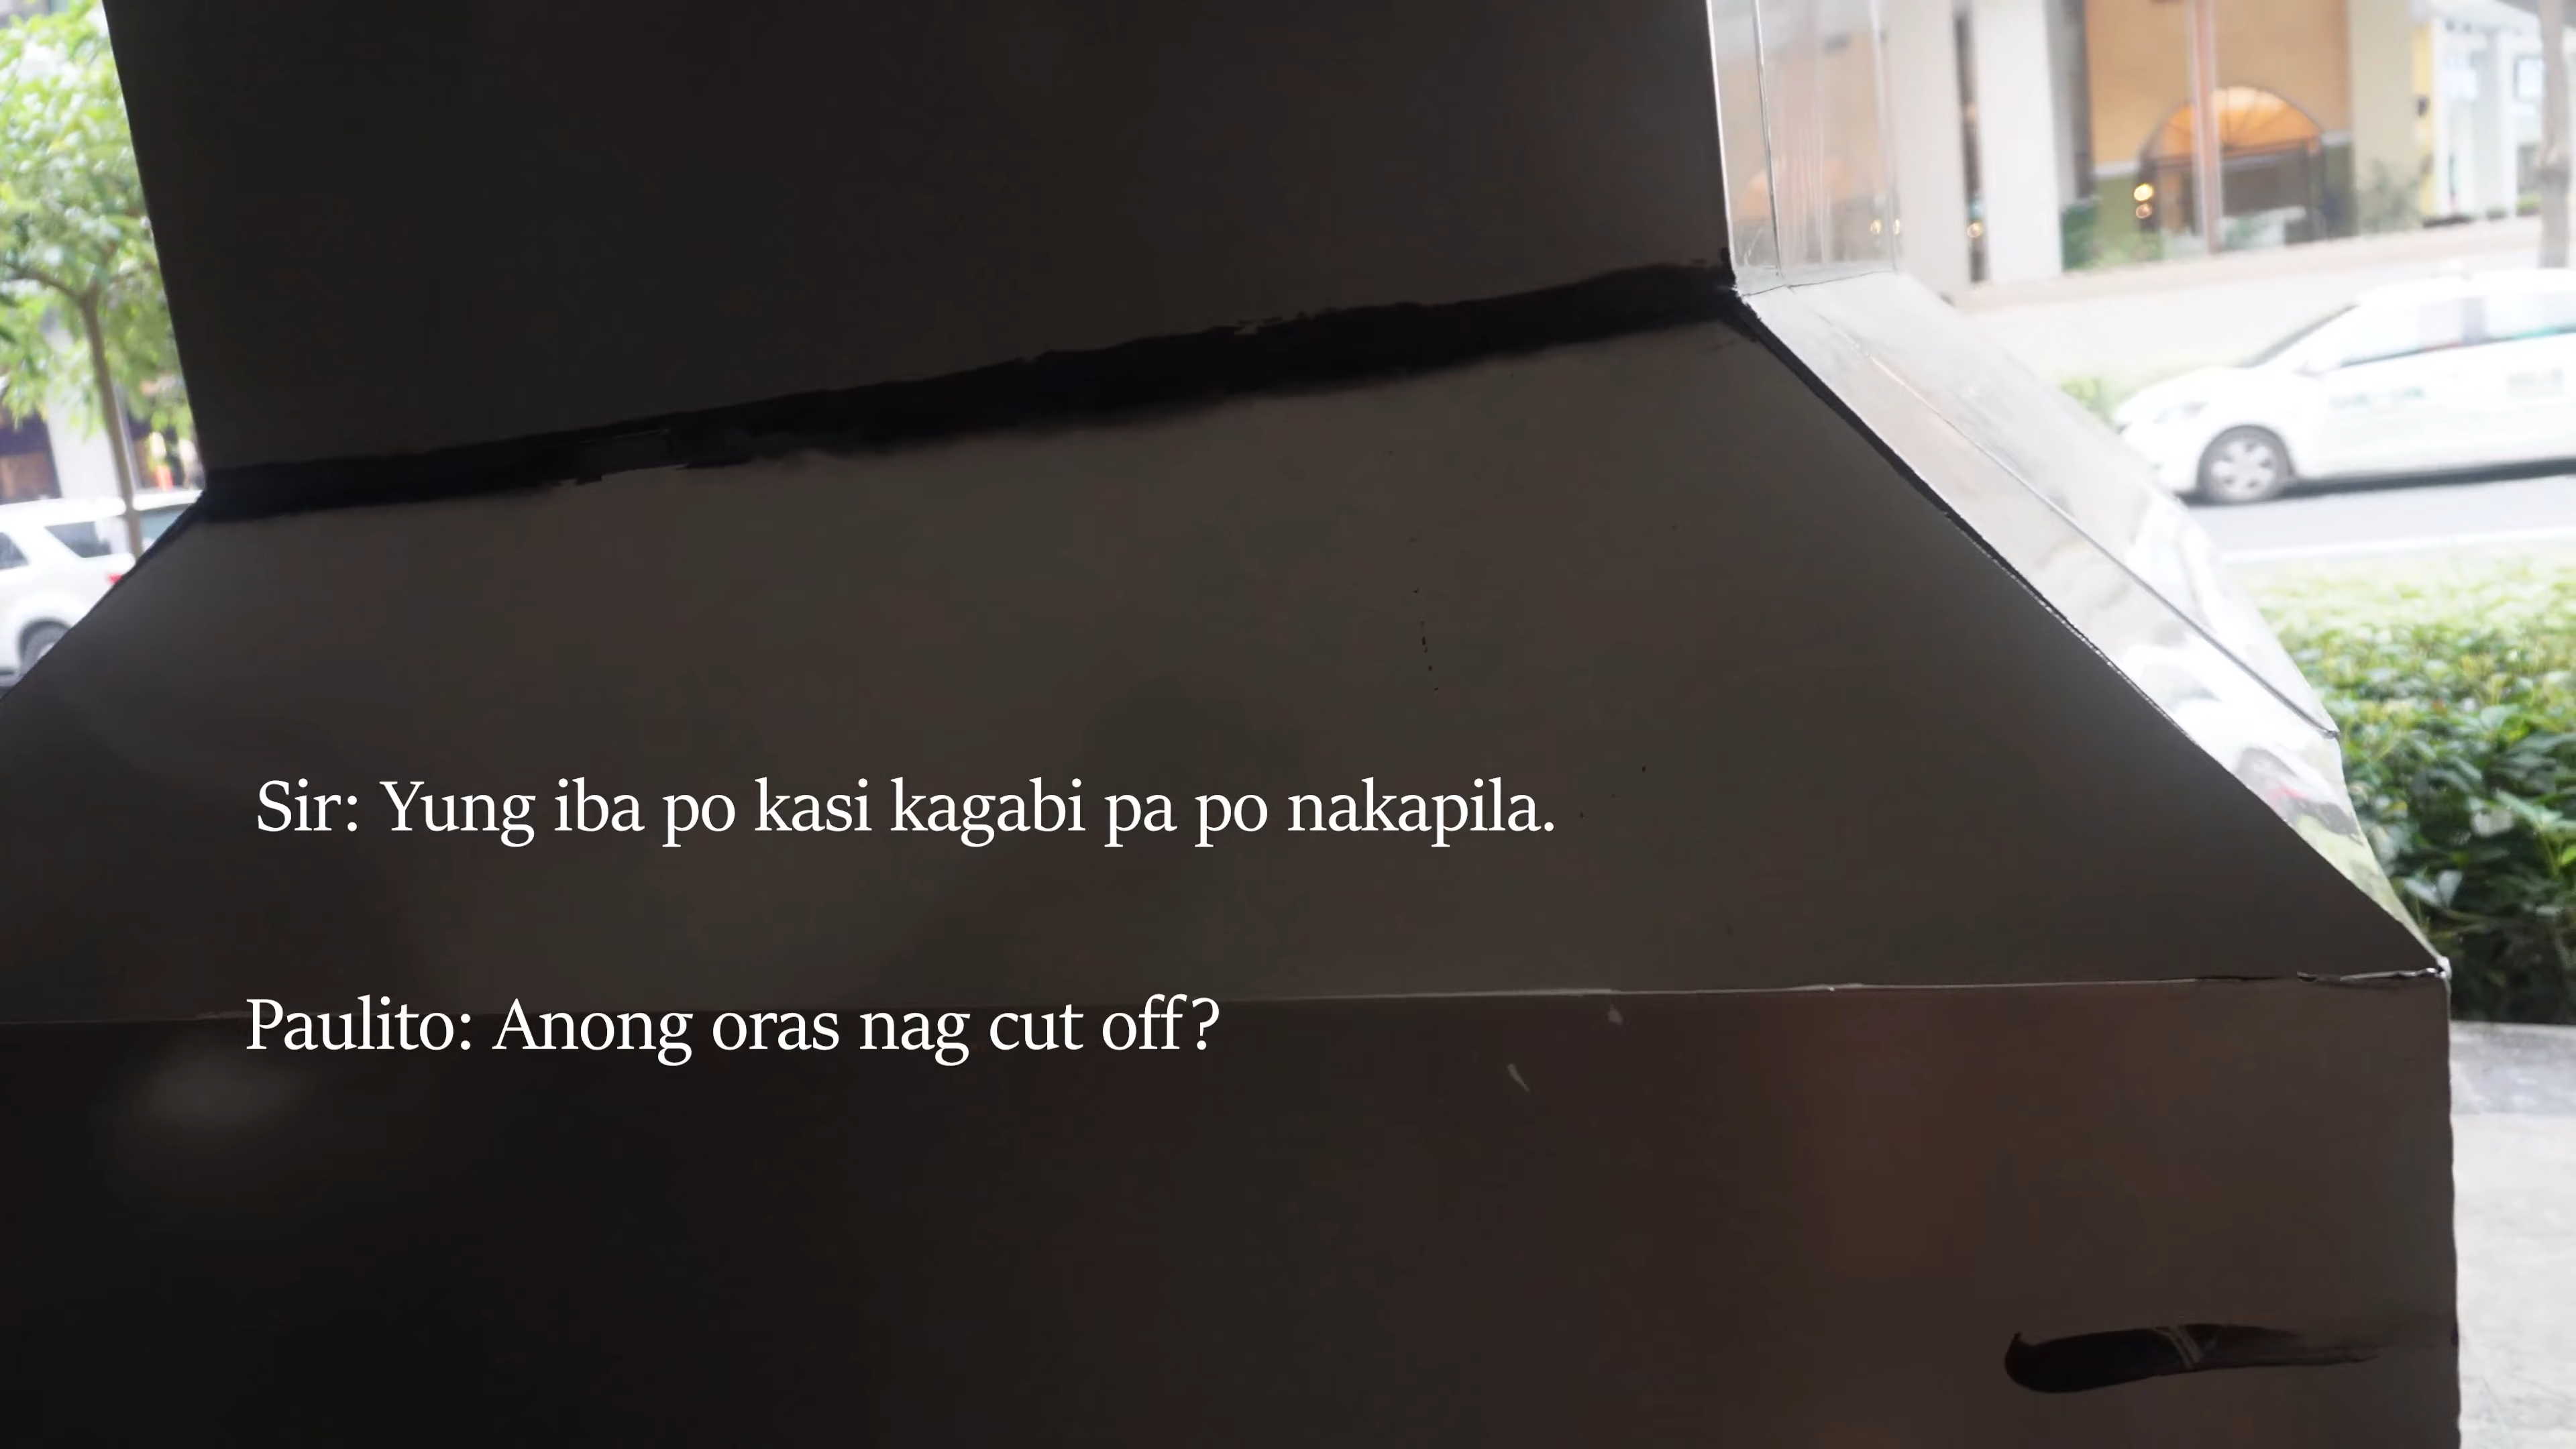 Sir: Yung iba po kasi kagabi pa po nakapila.
Paulito: Anong oras nag cut off?